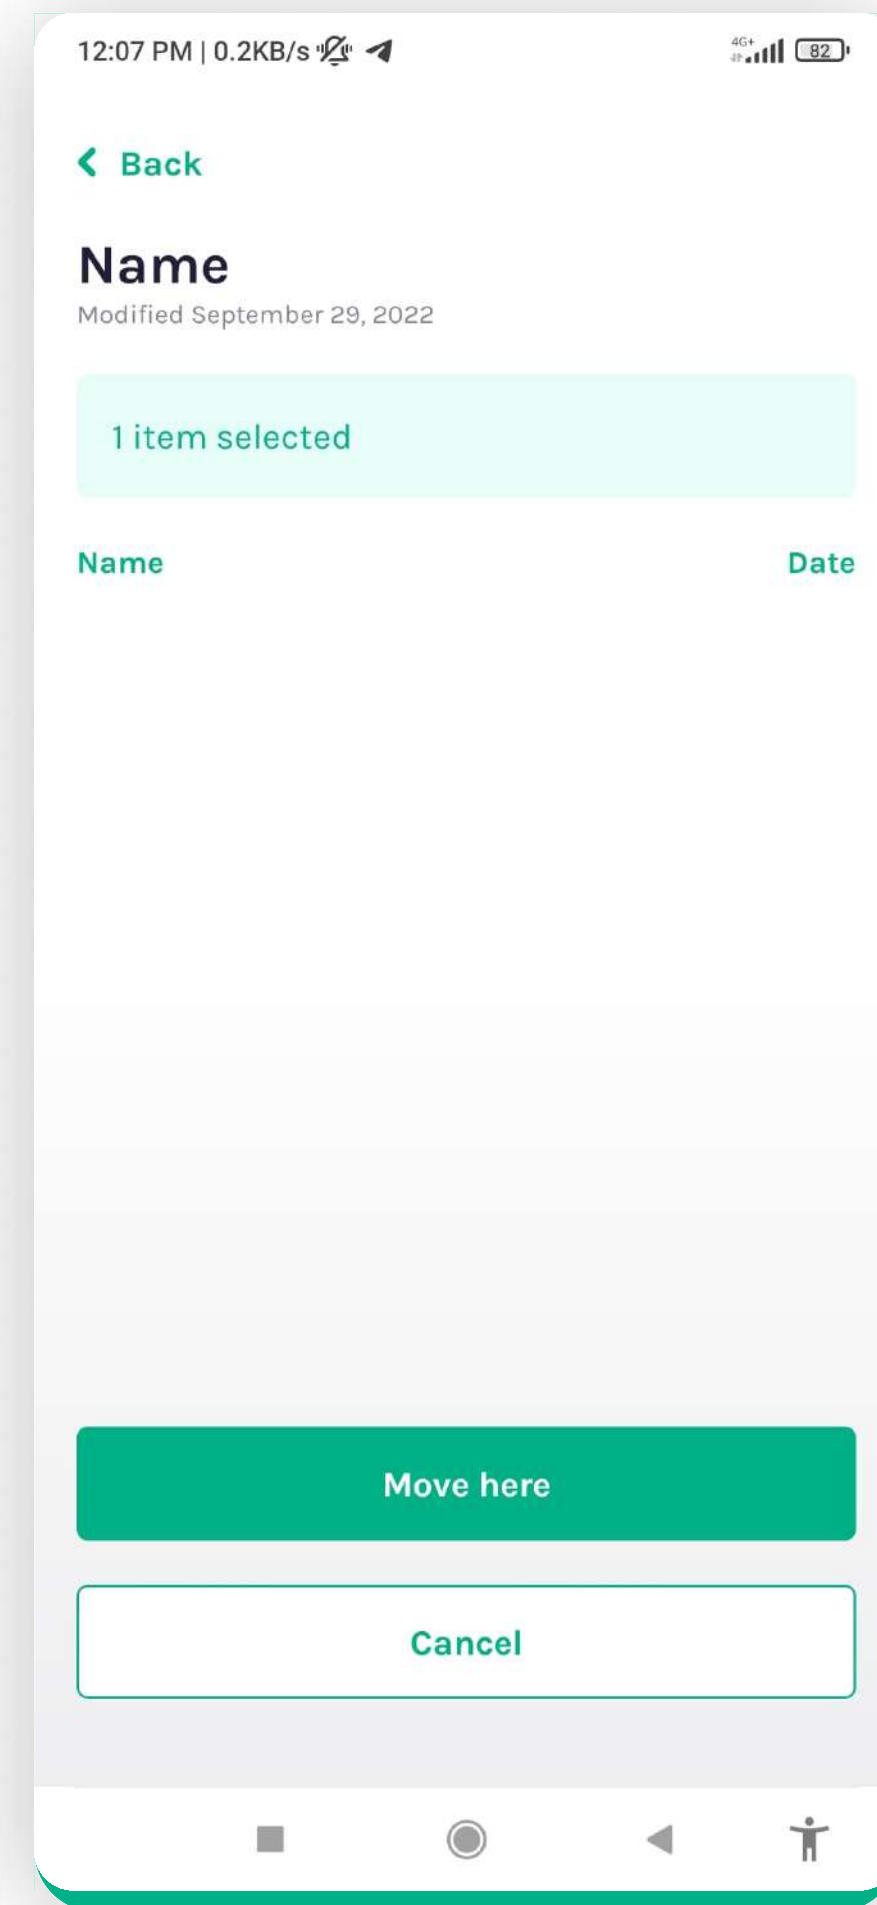 12:07 PM | 0.2KB/s
4G+
82
Back
Name
Modified September 29, 2022
1 item selected
Name Date
Move here
Cancel